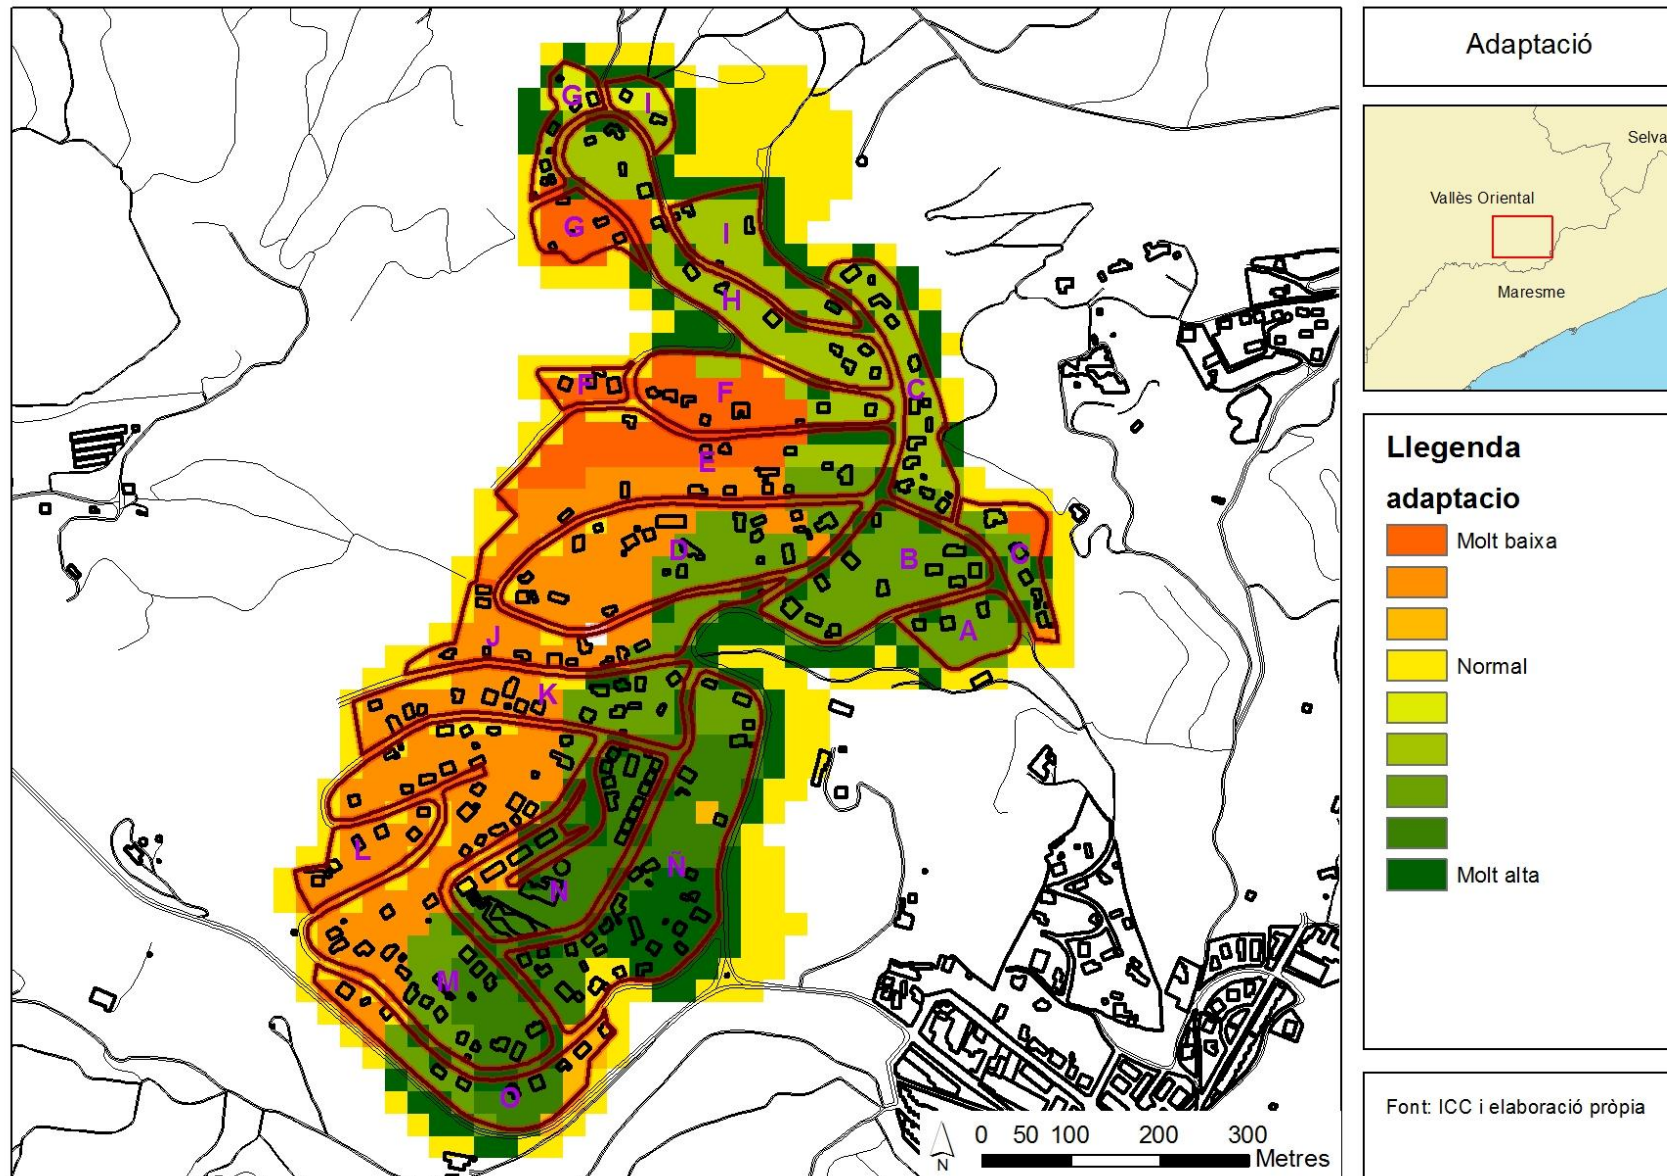 Adaptació
Selva
Vallès Oriental
Maresme
Llegenda
adaptacio
Molt baixa
Normal
Molt alta
Font: ICC i elaboració pròpia
G
I
G
I
H
F
F
C
E
D
B
C
A
J
K
L
N
Ñ
M
O
N
0 50 100 200 300
Metres